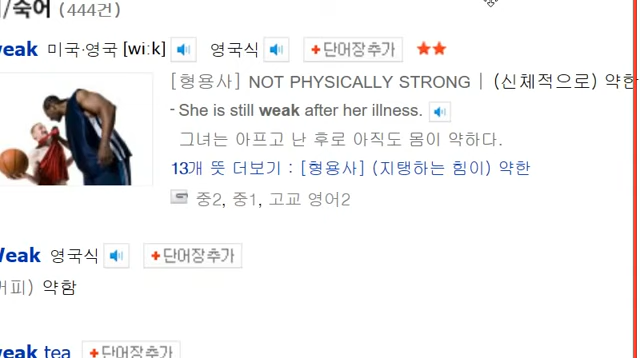 /숙어 (444건)
weak 미국·영국 [wiːk] 영국식 단어장추가
[형용사] NOT PHYSICALLY STRONG | (신체적으로) 약한
- She is still weak after her illness.
그녀는 아프고 난 후로 아직도 몸이 약하다.
13개 뜻 더보기 : [형용사] (지탱하는 힘이) 약한
중2, 중1, 고교 영어2
Weak 영국식 단어장추가
커피) 약함
weak tea 단어장추가